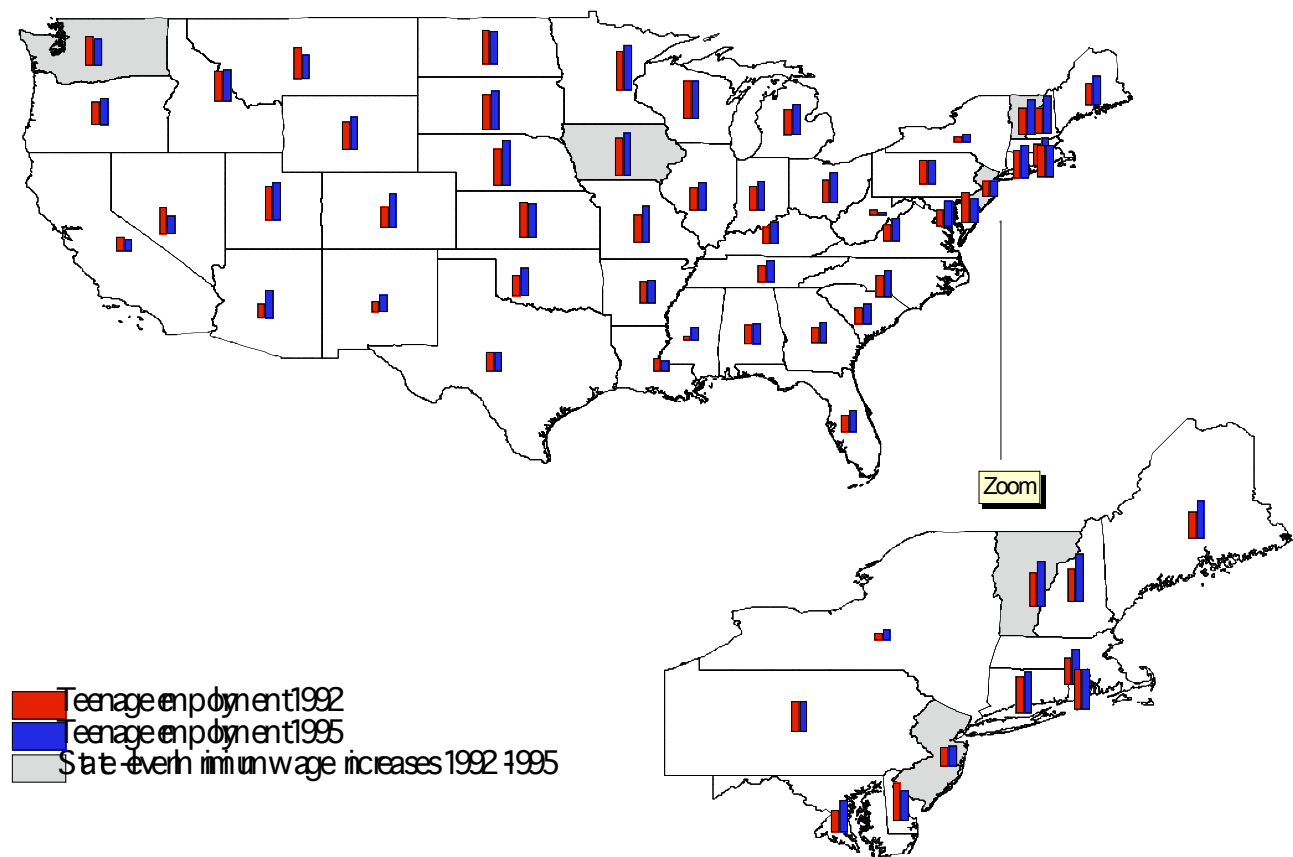 Zoom
Teenage employment 1992
Teenage employment 1995
State-level minimum wage increases 1992-1995